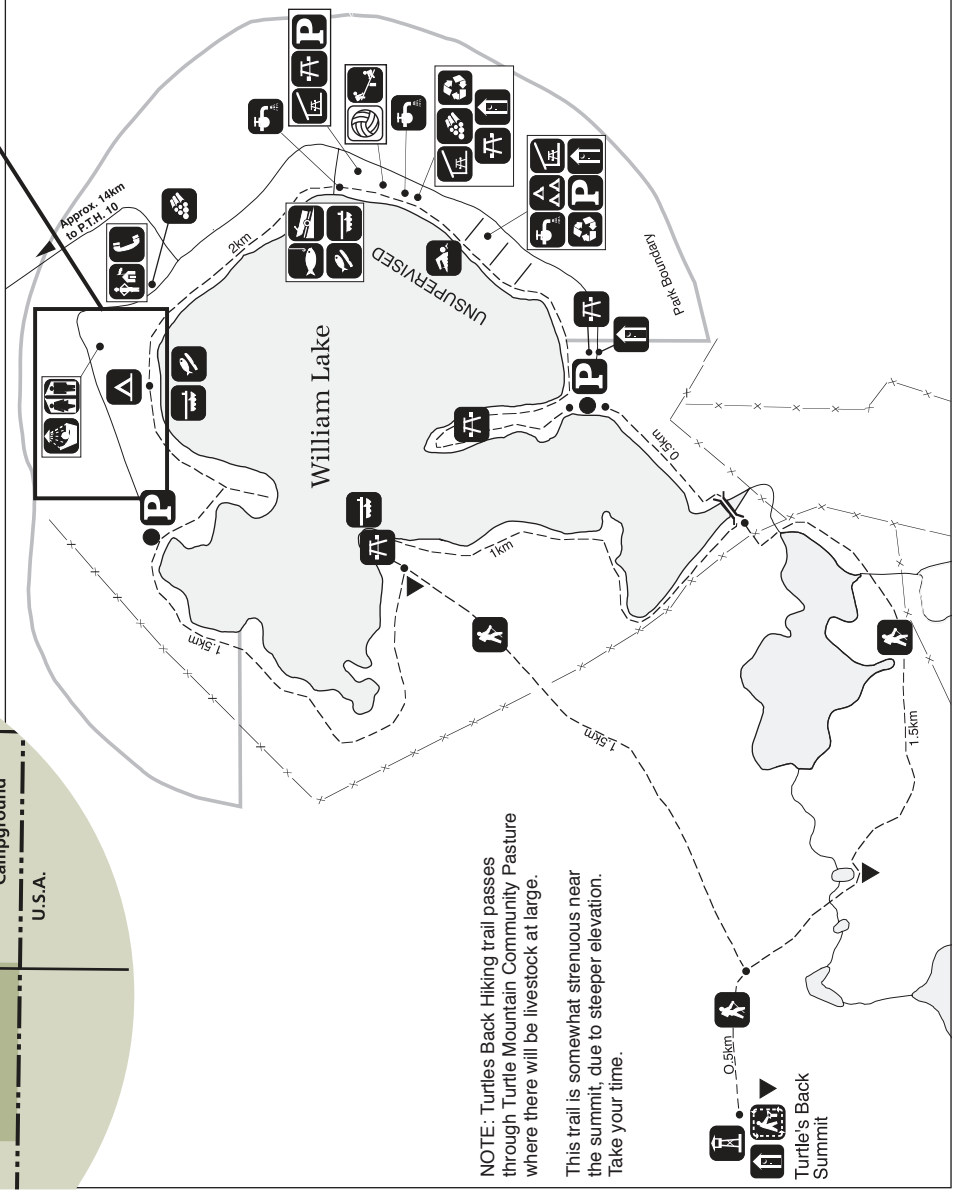 Approx. 14km
to P.T.H. 10
P
2km
P
UNSUPERVISED
P
Park Boundary
William Lake
P
P
0.5km
1km
1.5km
1.5km
1.5km
O.5km
Campground
U.S.A.
NOTE: Turtles Back Hiking trail passes
through Turtle Mountain Community Pasture
where there will be livestock at large.
This trail is somewhat strenuous near
the summit, due to steeper elevation.
Take your time.
Turtle's Back
Summit